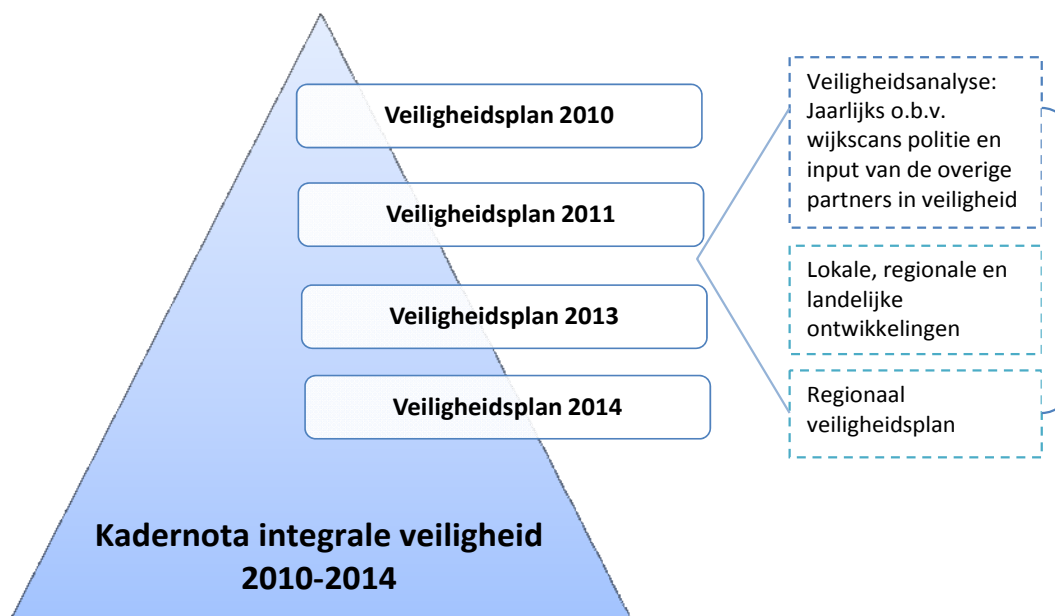 Veiligheidsplan 2010
Veiligheidsplan 2011
Veiligheidsplan 2013
Veiligheidsplan 2014
Kadernota integrale veiligheid
2010-2014
Veiligheidsanalyse:
Jaarlijks o.b.v.
wijkscans politie en
input van de overige
partners in veiligheid
Lokale, regionale en
landelijke
ontwikkelingen
Regionaal
veiligheidsplan